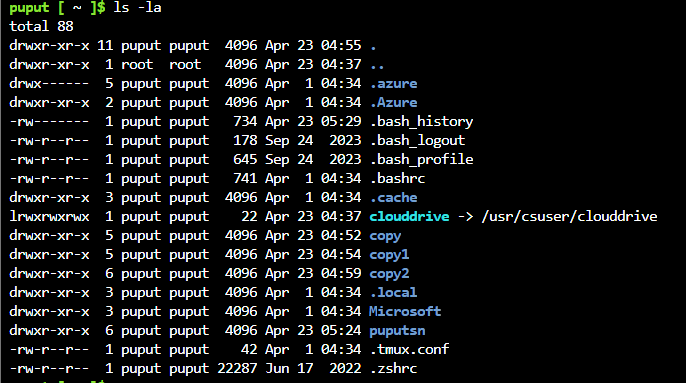 puput [ ~ ]$ ls -la
total 88
drwxr-xr-x 11 puput puput  4096 Apr 23 04:55 .
drwxr-xr-x  1 root  root   4096 Apr 23 04:37 ..
drwx------  5 puput puput  4096 Apr  1 04:34 .azure
drwxr-xr-x  2 puput puput  4096 Apr  1 04:34 .Azure
-rw-------  1 puput puput   734 Apr 23 05:29 .bash_history
-rw-r--r--  1 puput puput   178 Sep 24  2023 .bash_logout
-rw-r--r--  1 puput puput   645 Sep 24  2023 .bash_profile
-rw-r--r--  1 puput puput   741 Apr  1 04:34 .bashrc
drwxr-xr-x  3 puput puput  4096 Apr  1 04:34 .cache
lrwxrwxrwx  1 puput puput    22 Apr 23 04:37 clouddrive -> /usr/csuser/clouddrive
drwxr-xr-x  5 puput puput  4096 Apr 23 04:52 copy
drwxr-xr-x  5 puput puput  4096 Apr 23 04:54 copy1
drwxr-xr-x  6 puput puput  4096 Apr 23 04:59 copy2
drwxr-xr-x  3 puput puput  4096 Apr  1 04:34 .local
drwxr-xr-x  3 puput puput  4096 Apr  1 04:34 Microsoft
drwxr-xr-x  6 puput puput  4096 Apr 23 05:24 puputsn
-rw-r--r--  1 puput puput    42 Apr  1 04:34 .tmux.conf
-rw-r--r--  1 puput puput 22287 Jun 17  2022 .zshrc